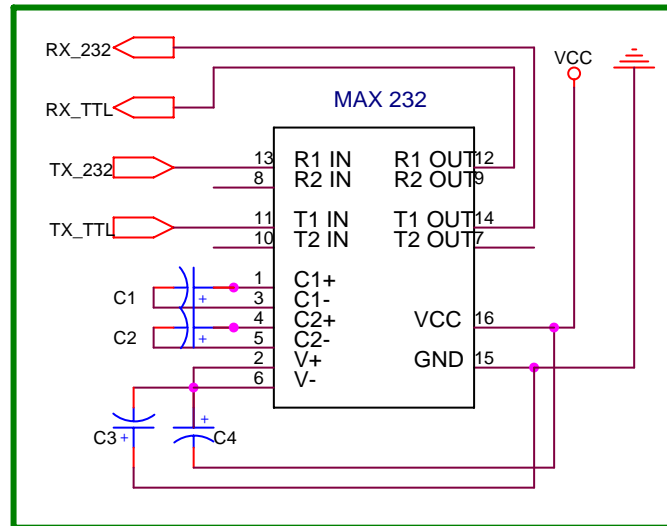 RX_232
VCC
RX_TTL
MAX 232
TX_232
13 R1 IN R1 OUT 12
8 R2 IN R2 OUT 9
TX_TTL
11 T1 IN T1 OUT 14
10 T2 IN T2 OUT 7
1 C1+
C1 + 3 C1-
4 C2+ VCC 16
C2 + 5 C2-
2 V+ GND 15
6 V-
C3 + + C4